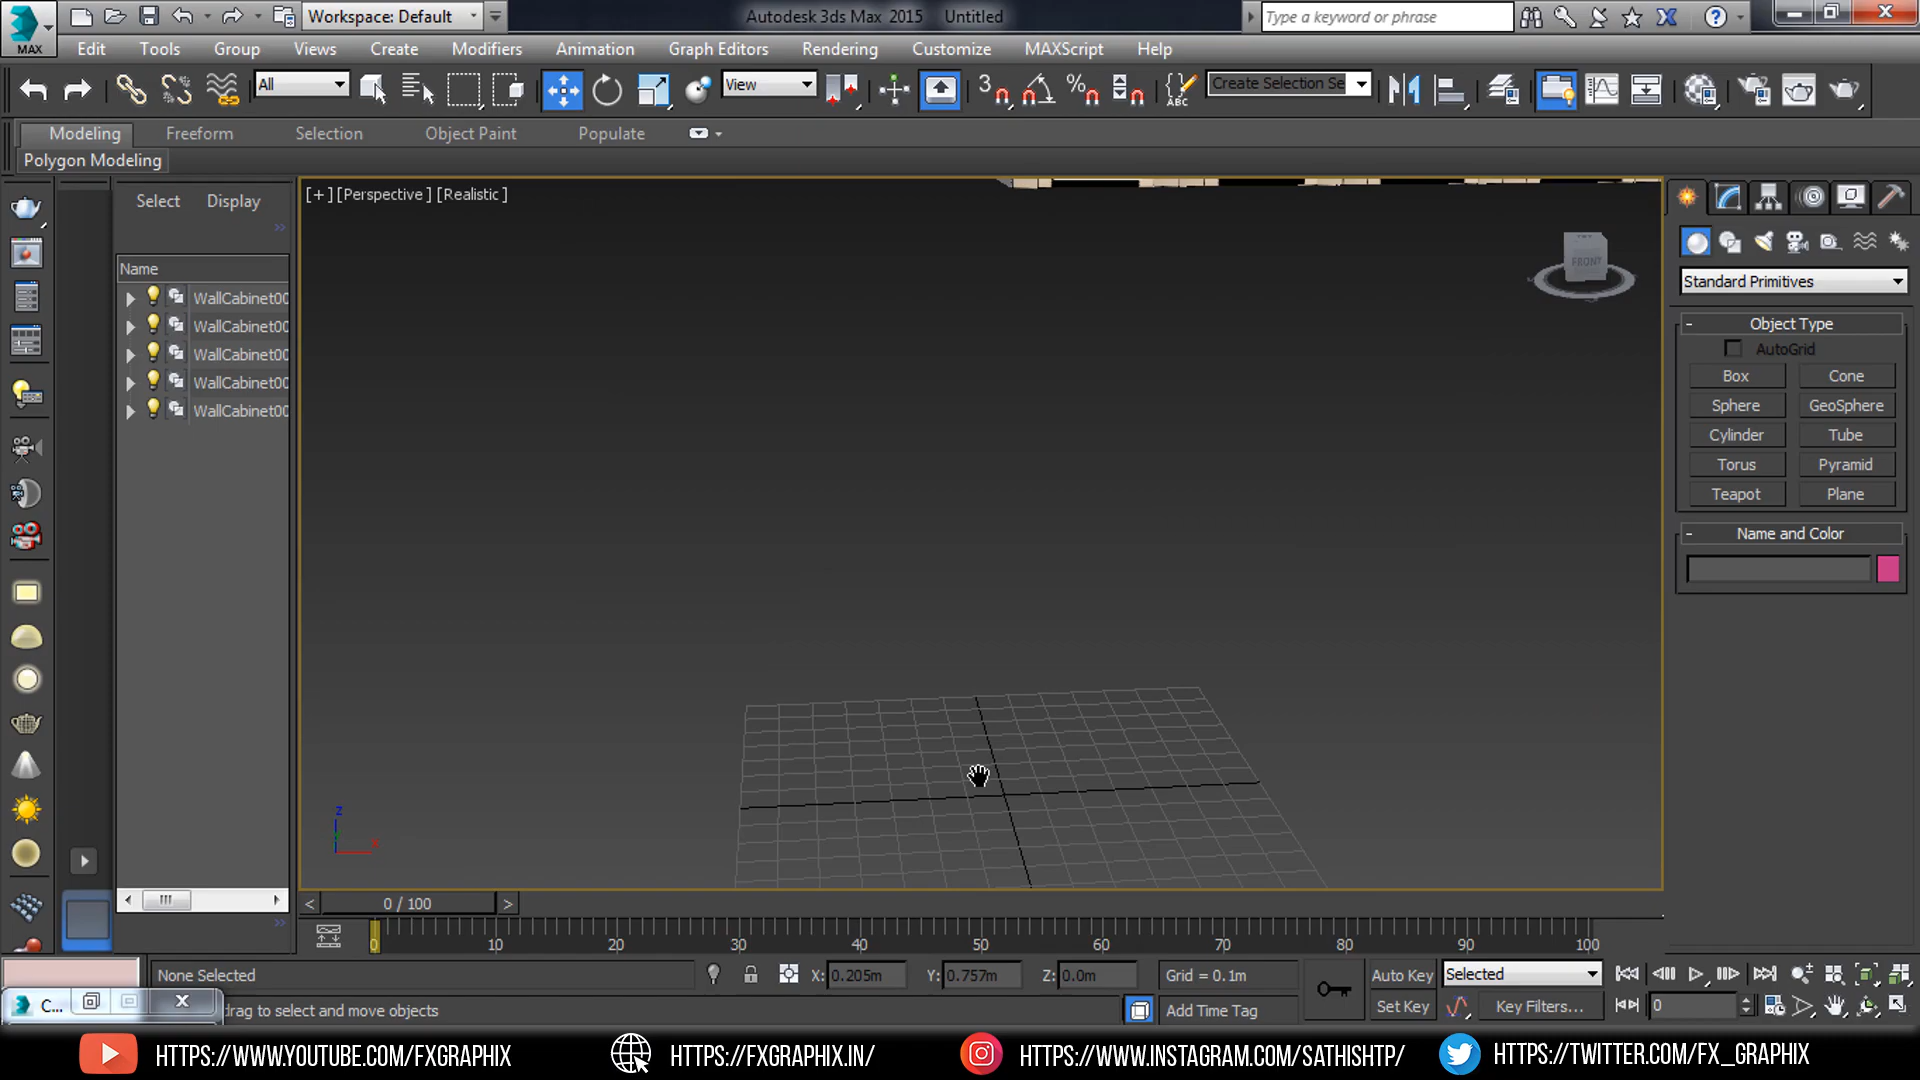 MAX
Workspace: Default
Autodesk 3ds Max 2015 Untitled
Type a keyword or phrase
Edit Tools Group Views Create Modifiers Animation Graph Editors Rendering Customize MAXScript Help
All
View
3
%
ABC
Create Selection Se
Modeling Freeform Selection Object Paint Populate
Polygon Modeling
Select Display
[+][Perspective][Realistic]
FRONT
Name
WallCabinet00
WallCabinet00
WallCabinet00
WallCabinet00
WallCabinet00
Standard Primitives
- Object Type
AutoGrid
Box Cone
Sphere GeoSphere
Cylinder Tube
Torus Pyramid
Teapot Plane
- Name and Color
z
x
< 0 / 100 >
0 10 20 30 40 50 60 70 80 90 100
None Selected X: 0.205m Y: 0.757m Z: 0.0m Grid = 0.1m Auto Key Selected
C... drag to select and move objects Add Time Tag Set Key Key Filters... 0
HTTPS://WWW.YOUTUBE.COM/FXGRAPHIX HTTPS://FXGRAPHIX.IN/ HTTPS://WWW.INSTAGRAM.COM/SATHISHTP/ HTTPS://TWITTER.COM/FX_GRAPHIX